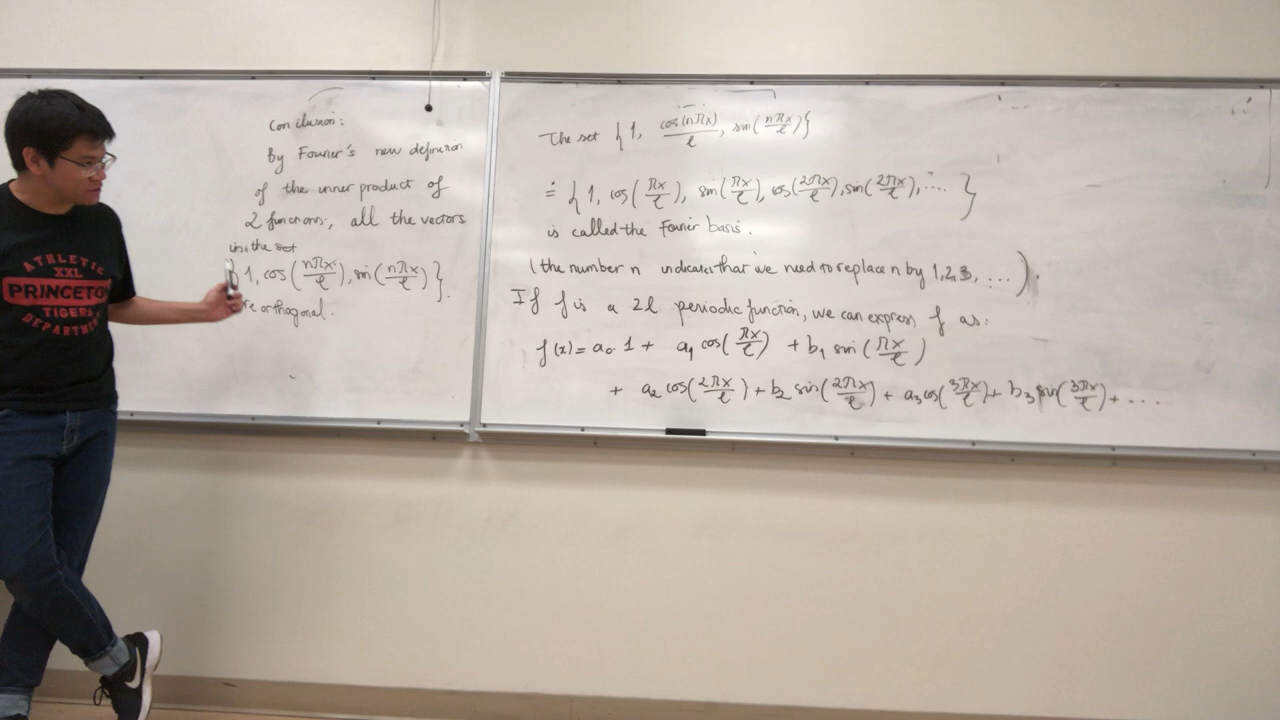 Conclusion:
By Fourier's new definition
of the inner product of
2 functions, all the vectors
in the set
{1, cos(nπx/ℓ), sin(nπx/ℓ)}.
are orthogonal.
The set {1, cos(nπx)/ℓ, sin(nπx/ℓ)}
= {1, cos(πx/ℓ), sin(πx/ℓ), cos(2πx/ℓ), sin(2πx/ℓ), .... }
is called the Fourier basis.
(the number n indicates that we need to replace n by 1, 2, 3, ...).
If f is a 2ℓ periodic function, we can express f as:
f(x) = a₀·1 + a₁ cos(πx/ℓ) + b₁ sin(πx/ℓ)
+ a₂ cos(2πx/ℓ) + b₂ sin(2πx/ℓ) + a₃ cos(3πx/ℓ) + b₃ sin(3πx/ℓ) + ...
ATHLETIC
XXL
PRINCETO
TIGERS
DEPARTMEN